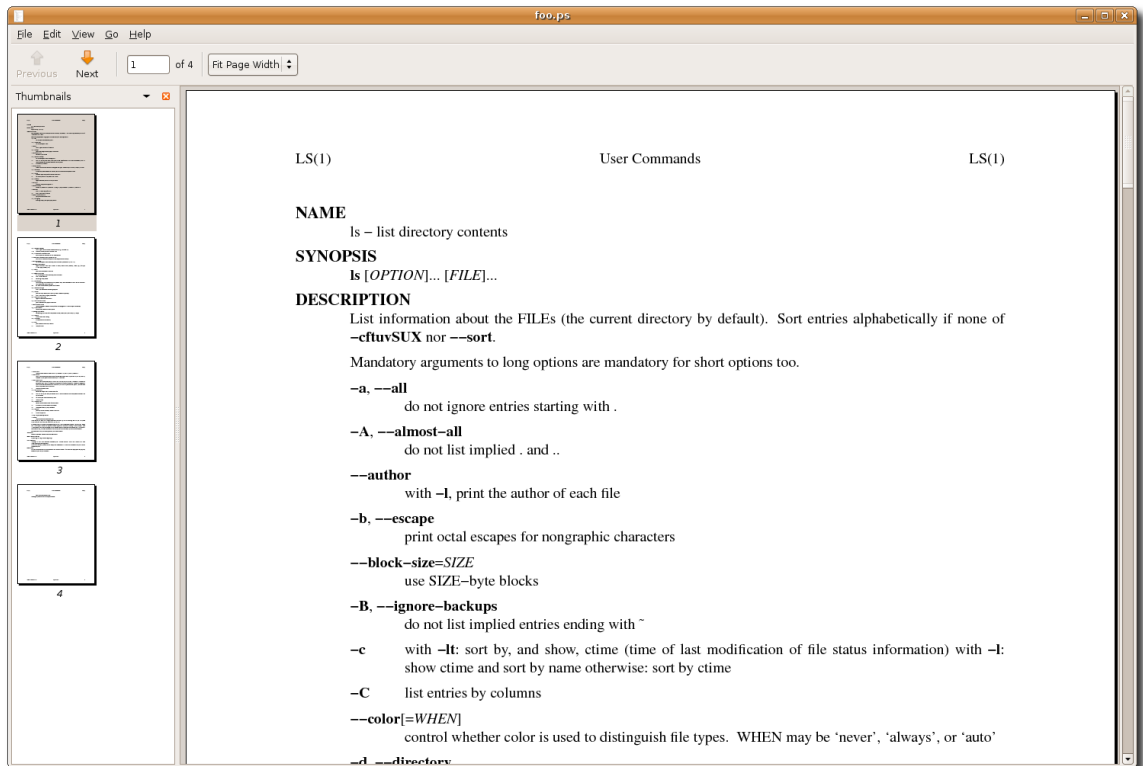 foo.ps
File Edit View Go Help
Previous Next 1 of 4 Fit Page Width
Thumbnails
1
2
3
4
LS(1) User Commands LS(1)
NAME
ls − list directory contents
SYNOPSIS
ls [OPTION]... [FILE]...
DESCRIPTION
List information about the FILEs (the current directory by default). Sort entries alphabetically if none of
−cftuvSUX nor −−sort.
Mandatory arguments to long options are mandatory for short options too.
−a, −−all
do not ignore entries starting with .
−A, −−almost−all
do not list implied . and ..
−−author
with −l, print the author of each file
−b, −−escape
print octal escapes for nongraphic characters
−−block−size=SIZE
use SIZE−byte blocks
−B, −−ignore−backups
do not list implied entries ending with ~
−c with −lt: sort by, and show, ctime (time of last modification of file status information) with −l:
show ctime and sort by name otherwise: sort by ctime
−C list entries by columns
−−color[=WHEN]
control whether color is used to distinguish file types. WHEN may be ‘never’, ‘always’, or ‘auto’
−d, −−directory